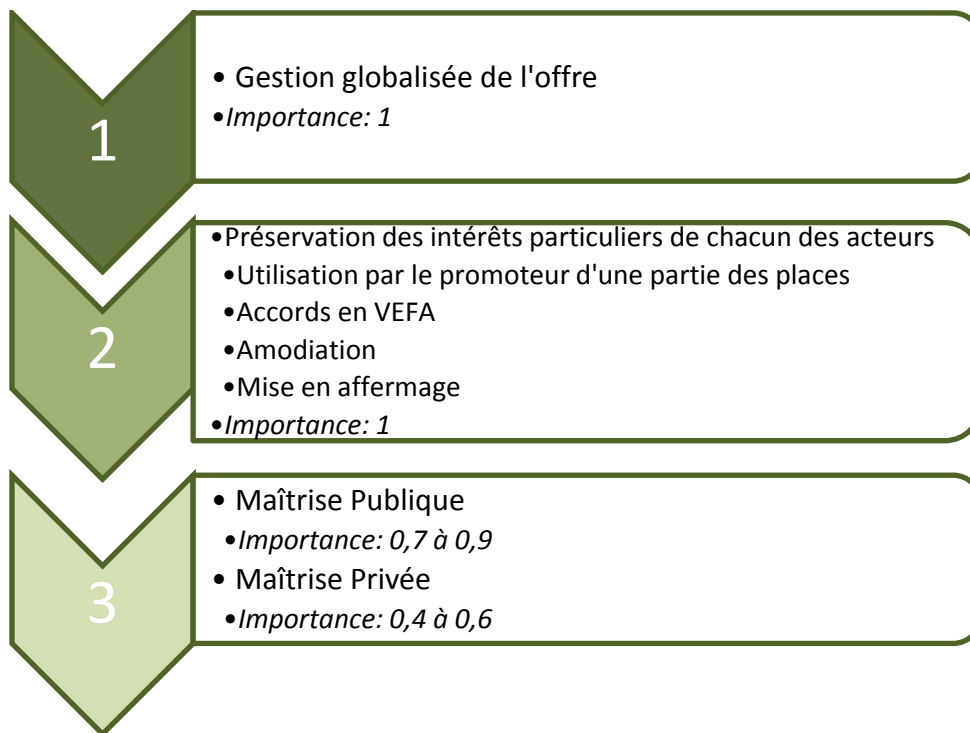 1
• Gestion globalisée de l'offre
•Importance: 1
2
•Préservation des intérêts particuliers de chacun des acteurs
•Utilisation par le promoteur d'une partie des places
•Accords en VEFA
•Amodiation
•Mise en affermage
•Importance: 1
3
• Maîtrise Publique
•Importance: 0,7 à 0,9
• Maîtrise Privée
•Importance: 0,4 à 0,6